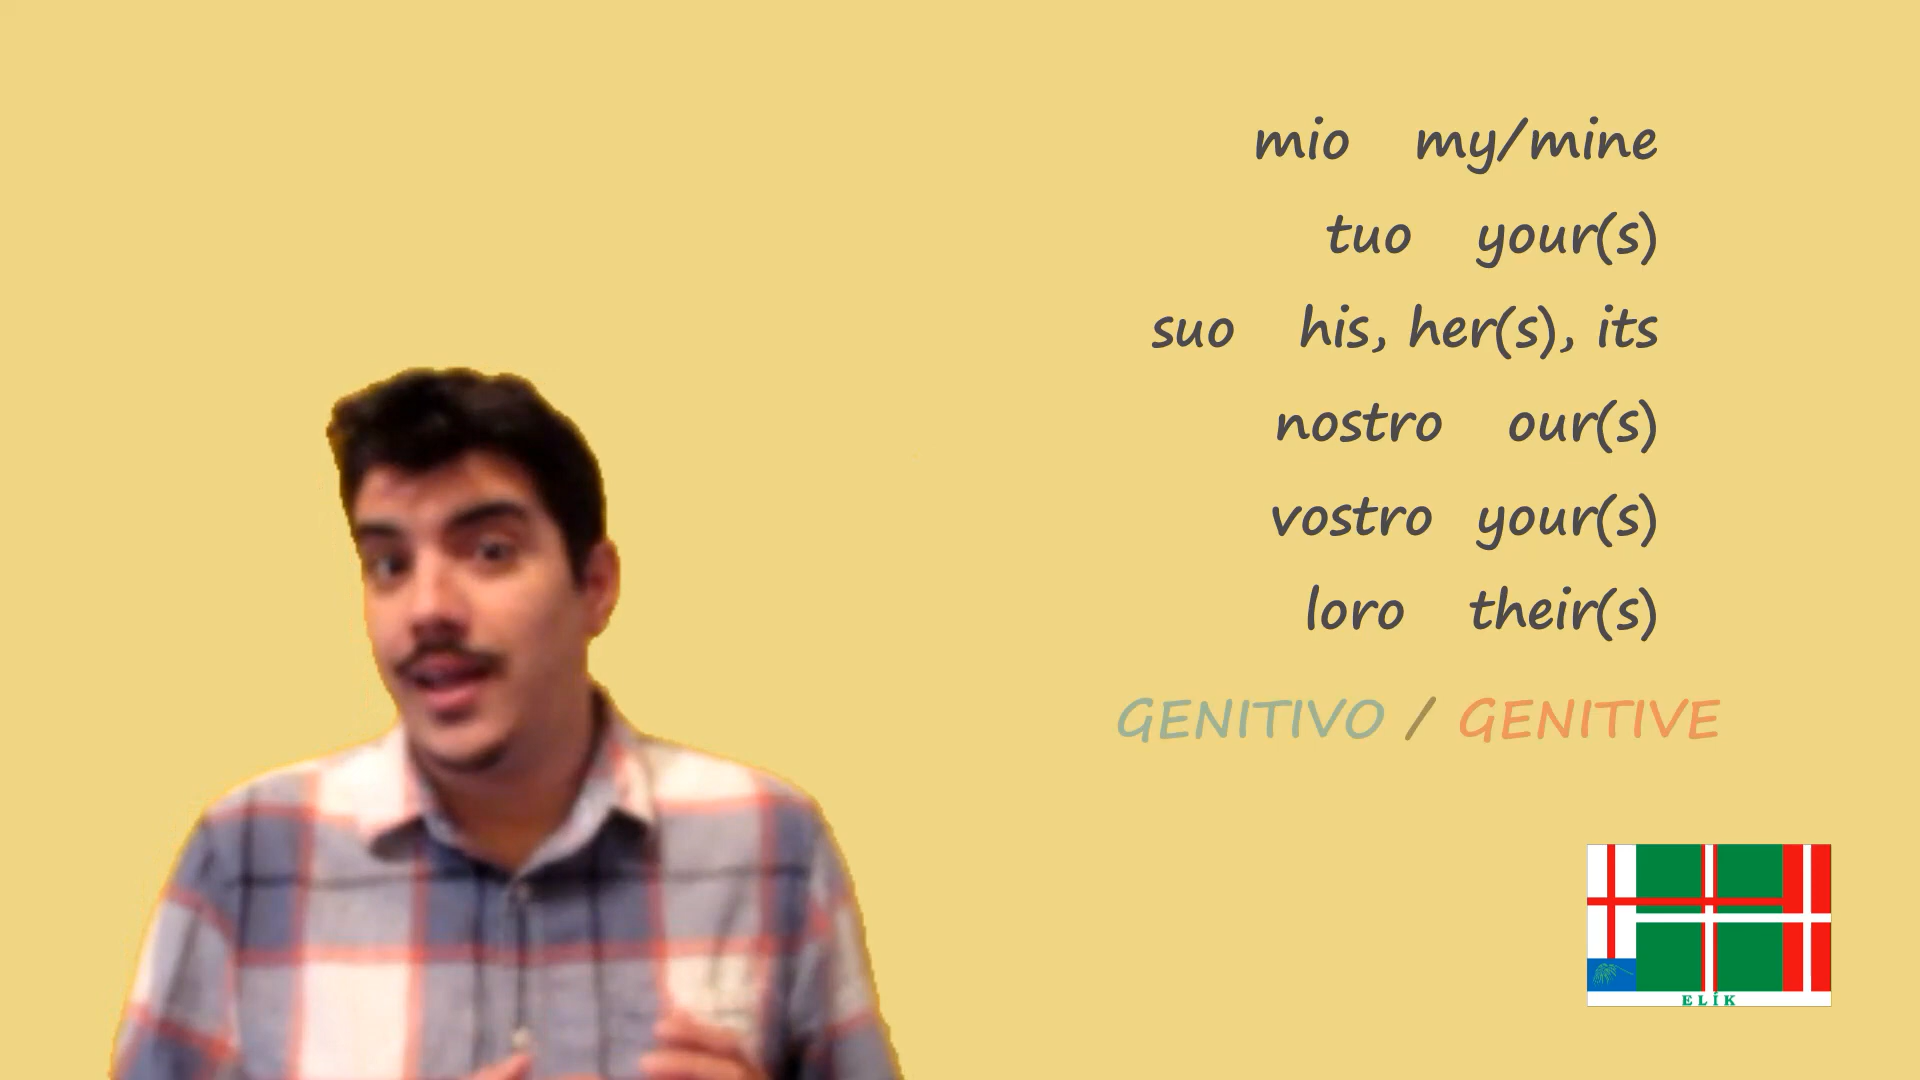 mio my/mine
tuo your(s)
suo his, her(s), its
nostro our(s)
vostro your(s)
loro their(s)
GENITIVO / GENITIVE
ELÍK